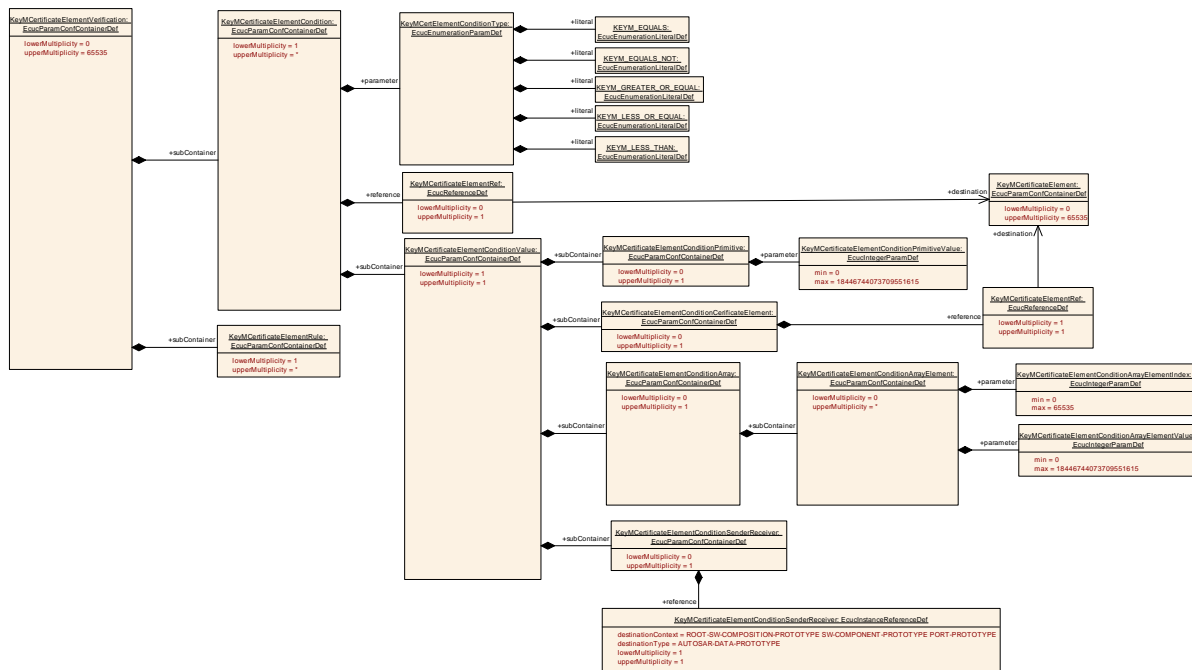 KeyMCertificateElementVerification:
EcucParamConfContainerDef
lowerMultiplicity = 0
upperMultiplicity = 65535
+subContainer
KeyMCertificateElementCondition:
EcucParamConfContainerDef
lowerMultiplicity = 1
upperMultiplicity = *
+parameter
KeyMCertElementConditionType:
EcucEnumerationParamDef
+literal
KEYM_EQUALS:
EcucEnumerationLiteralDef
+literal
KEYM_EQUALS_NOT:
EcucEnumerationLiteralDef
+literal
KEYM_GREATER_OR_EQUAL:
EcucEnumerationLiteralDef
+literal
KEYM_LESS_OR_EQUAL:
EcucEnumerationLiteralDef
+literal
KEYM_LESS_THAN:
EcucEnumerationLiteralDef
+reference
KeyMCertificateElementRef:
EcucReferenceDef
lowerMultiplicity = 0
upperMultiplicity = 1
+destination
KeyMCertificateElement:
EcucParamConfContainerDef
lowerMultiplicity = 0
upperMultiplicity = 65535
+destination
+subContainer
KeyMCertificateElementConditionValue:
EcucParamConfContainerDef
lowerMultiplicity = 1
upperMultiplicity = 1
+subContainer
KeyMCertificateElementConditionPrimitive:
EcucParamConfContainerDef
lowerMultiplicity = 0
upperMultiplicity = 1
+parameter
KeyMCertificateElementConditionPrimitiveValue:
EcucIntegerParamDef
min = 0
max = 18446744073709551615
+subContainer
KeyMCertificateElementConditionCerificateElement:
EcucParamConfContainerDef
lowerMultiplicity = 0
upperMultiplicity = 1
+reference
KeyMCertificateElementRef:
EcucReferenceDef
lowerMultiplicity = 1
upperMultiplicity = 1
+subContainer
KeyMCertificateElementRule:
EcucParamConfContainerDef
lowerMultiplicity = 1
upperMultiplicity = *
+subContainer
KeyMCertificateElementConditionArray:
EcucParamConfContainerDef
lowerMultiplicity = 0
upperMultiplicity = 1
+subContainer
KeyMCertificateElementConditionArrayElement:
EcucParamConfContainerDef
lowerMultiplicity = 0
upperMultiplicity = *
+parameter
KeyMCertificateElementConditionArrayElementIndex:
EcucIntegerParamDef
min = 0
max = 65535
+parameter
KeyMCertificateElementConditionArrayElementValue
EcucIntegerParamDef
min = 0
max = 18446744073709551615
+subContainer
KeyMCertificateElementConditionSenderReceiver:
EcucParamConfContainerDef
lowerMultiplicity = 0
upperMultiplicity = 1
+reference
KeyMCertificateElementConditionSenderReceiver: EcucInstanceReferenceDef
destinationContext = ROOT-SW-COMPOSITION-PROTOTYPE SW-COMPONENT-PROTOTYPE PORT-PROTOTYPE
destinationType = AUTOSAR-DATA-PROTOTYPE
lowerMultiplicity = 1
upperMultiplicity = 1